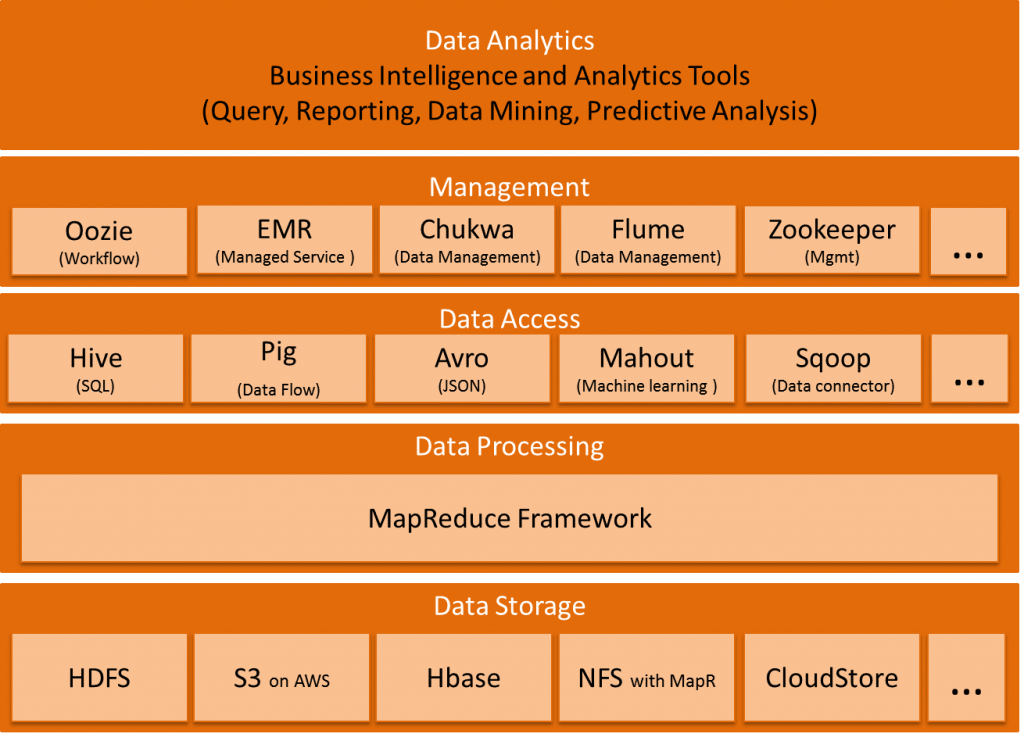 Data Analytics
Business Intelligence and Analytics Tools
(Query, Reporting, Data Mining, Predictive Analysis)
Management
Oozie
(Workflow)
EMR
(Managed Service )
Chukwa
(Data Management)
Flume
(Data Management)
Zookeeper
(Mgmt)
...
Data Access
Hive
(SQL)
Pig
(Data Flow)
Avro
(JSON)
Mahout
(Machine learning )
Sqoop
(Data connector)
...
Data Processing
MapReduce Framework
Data Storage
HDFS
S3 on AWS
Hbase
NFS with MapR
CloudStore
...